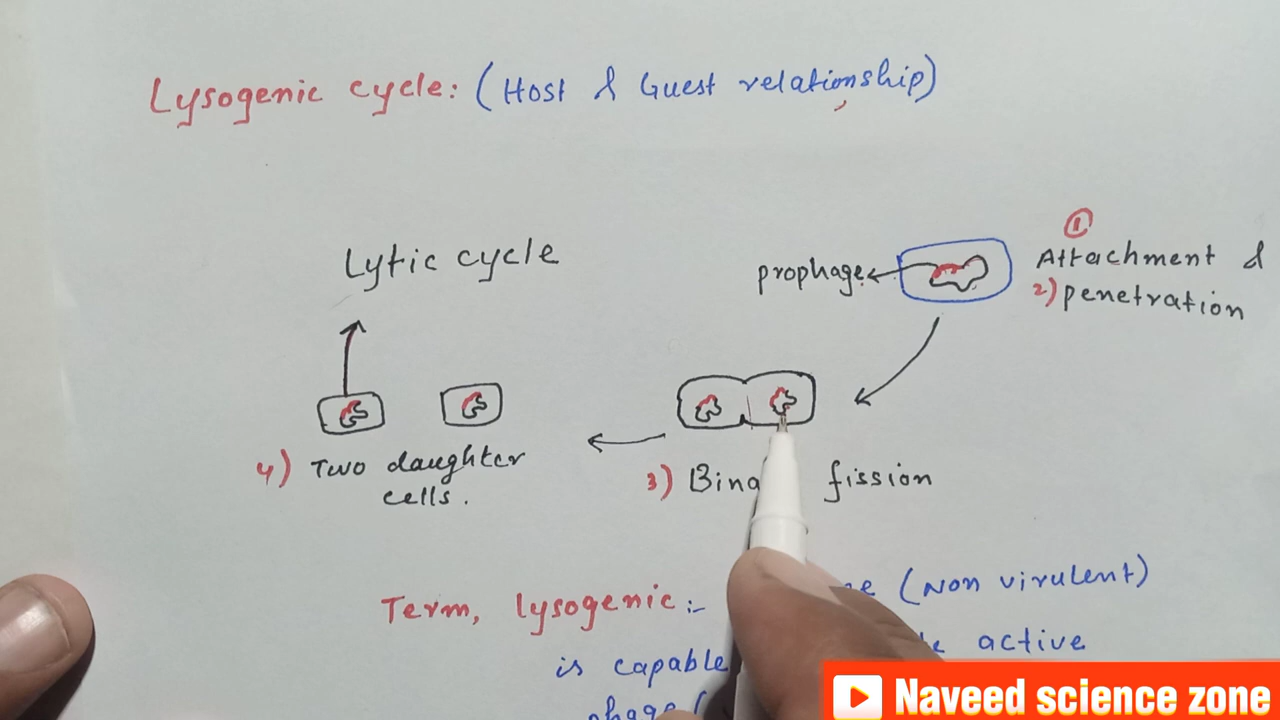 Lysogenic cycle: (Host & Guest relationship)
Lytic cycle
prophage
①
Attachment &
2) penetration
4) Two daughter
cells.
3) fission
Term, lysogenic:- (Non virulent)
is capable active
Naveed science zone